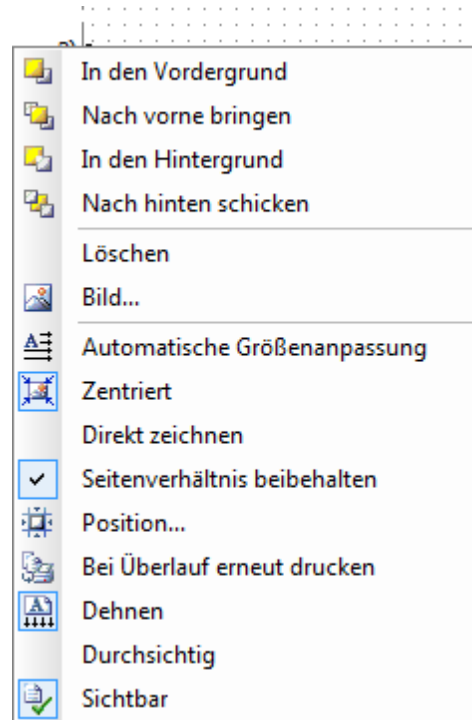 In den Vordergrund
Nach vorne bringen
In den Hintergrund
Nach hinten schicken
Löschen
Bild...
Automatische Größenanpassung
Zentriert
Direkt zeichnen
Seitenverhältnis beibehalten
Position...
Bei Überlauf erneut drucken
Dehnen
Durchsichtig
Sichtbar